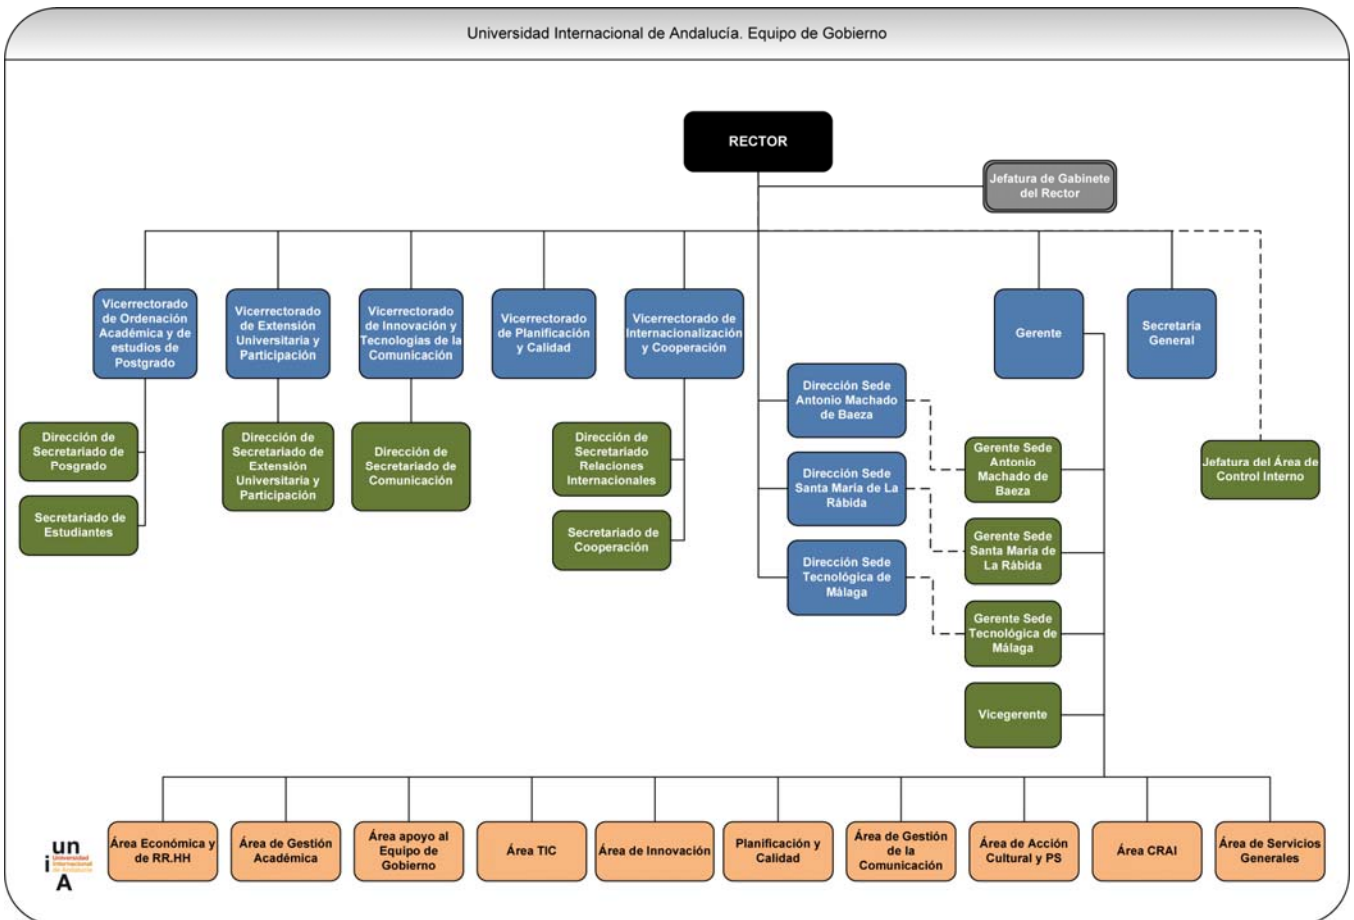 Universidad Internacional de Andalucía. Equipo de Gobierno
RECTOR
Jefatura de Gabinete
del Rector
Vicerrectorado
de Ordenación
Académica y de
estudios de
Postgrado
Vicerrectorado
de Extensión
Universitaria y
Participación
Vicerrectorado
de Innovación y
Tecnologías de la
Comunicación
Vicerrectorado
de Planificación
y Calidad
Vicerrectorado de
Internacionalización
y Cooperación
Gerente
Secretaría
General
Dirección Sede
Antonio Machado
de Baeza
Dirección Sede
Santa María de La
Rábida
Dirección Sede
Tecnológica de
Málaga
Dirección de
Secretariado de
Posgrado
Secretariado de
Estudiantes
Dirección de
Secretariado de
Extensión
Universitaria y
Participación
Dirección de
Secretariado de
Comunicación
Dirección de
Secretariado
Relaciones
Internacionales
Secretariado de
Cooperación
Gerente Sede
Antonio
Machado de
Baeza
Gerente Sede
Santa María de
La Rábida
Gerente Sede
Tecnológica de
Málaga
Vicegerente
Jefatura del Área de
Control Interno
Área Económica y
de RR.HH
Área de Gestión
Académica
Área apoyo al
Equipo de
Gobierno
Área TIC
Área de Innovación
Planificación y
Calidad
Área de Gestión
de la
Comunicación
Área de Acción
Cultural y PS
Área CRAI
Área de Servicios
Generales
un
i
Universidad
Internacional
de Andalucía
A